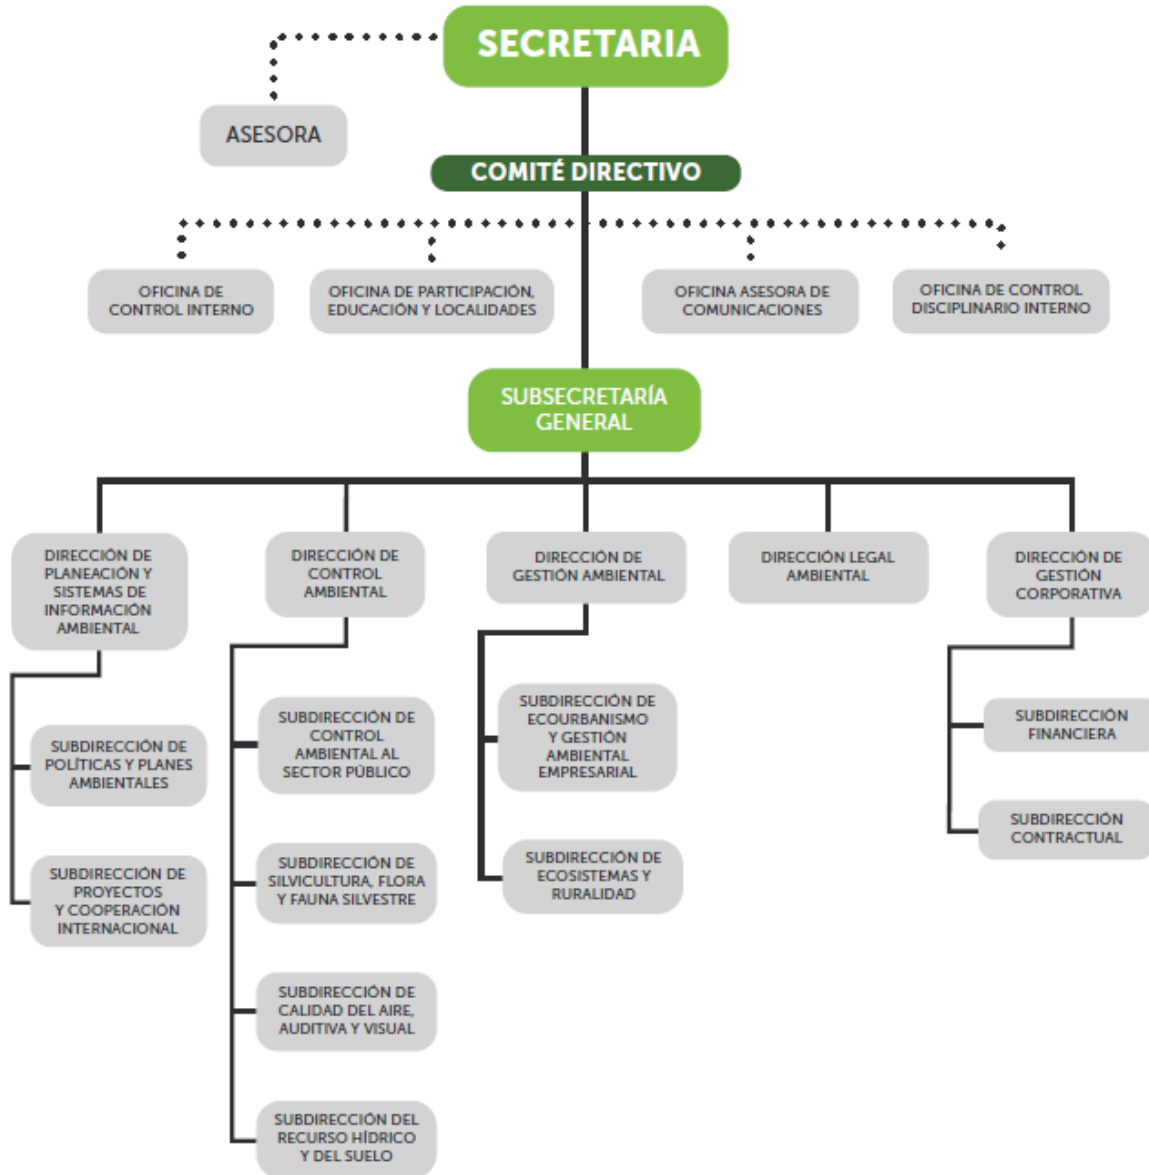 SECRETARIA
ASESORA
COMITÉ DIRECTIVO
OFICINA DE
CONTROL INTERNO
OFICINA DE PARTICIPACIÓN,
EDUCACIÓN Y LOCALIDADES
OFICINA ASESORA DE
COMUNICACIONES
OFICINA DE CONTROL
DISCIPLINARIO INTERNO
SUBSECRETARÍA
GENERAL
DIRECCIÓN DE
PLANEACIÓN Y
SISTEMAS DE
INFORMACIÓN
AMBIENTAL
DIRECCIÓN DE
CONTROL
AMBIENTAL
DIRECCIÓN DE
GESTIÓN AMBIENTAL
DIRECCIÓN LEGAL
AMBIENTAL
DIRECCIÓN DE
GESTIÓN
CORPORATIVA
SUBDIRECCIÓN DE
POLÍTICAS Y PLANES
AMBIENTALES
SUBDIRECCIÓN DE
PROYECTOS
Y COOPERACIÓN
INTERNACIONAL
SUBDIRECCIÓN DE
CONTROL
AMBIENTAL AL
SECTOR PÚBLICO
SUBDIRECCIÓN DE
SILVICULTURA, FLORA
Y FAUNA SILVESTRE
SUBDIRECCIÓN DE
CALIDAD DEL AIRE,
AUDITIVA Y VISUAL
SUBDIRECCIÓN DEL
RECURSO HÍDRICO
Y DEL SUELO
SUBDIRECCIÓN DE
ECOURBANISMO
Y GESTIÓN
AMBIENTAL
EMPRESARIAL
SUBDIRECCIÓN DE
ECOSISTEMAS Y
RURALIDAD
SUBDIRECCIÓN
FINANCIERA
SUBDIRECCIÓN
CONTRACTUAL